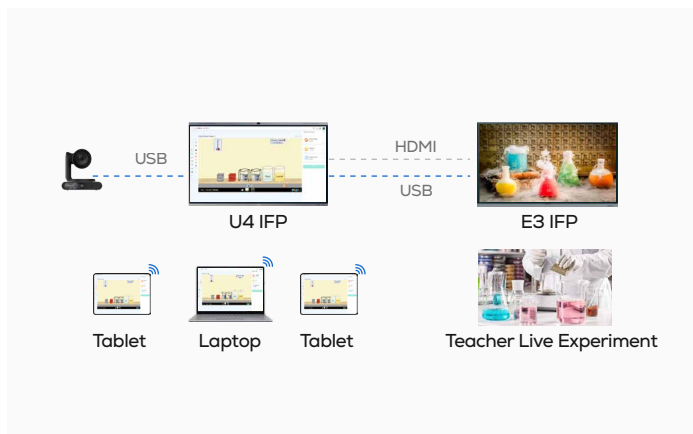 USB
HDMI
USB
U4 IFP
E3 IFP
Tablet
Laptop
Tablet
Teacher Live Experiment